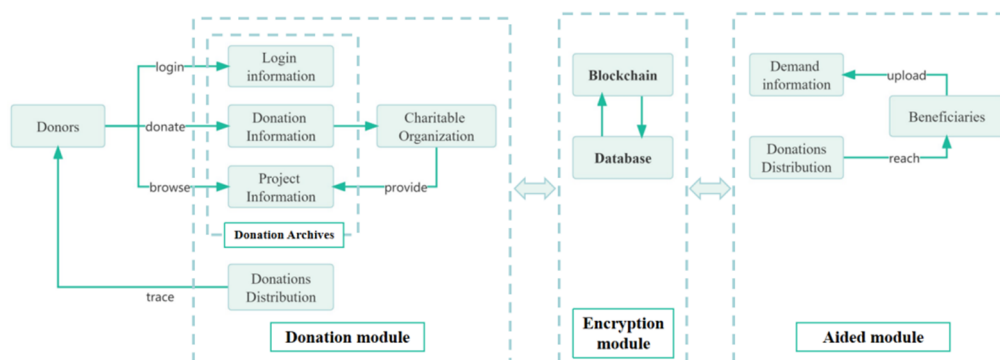 Login
information
login
Donors
donate
Donation
Information
Charitable
Organization
browse
Project
Information
provide
Donation Archives
Donations
Distribution
trace
Donation module
Blockchain
Database
Encryption
module
Demand
information
upload
Beneficiaries
Donations
Distribution
reach
Aided module